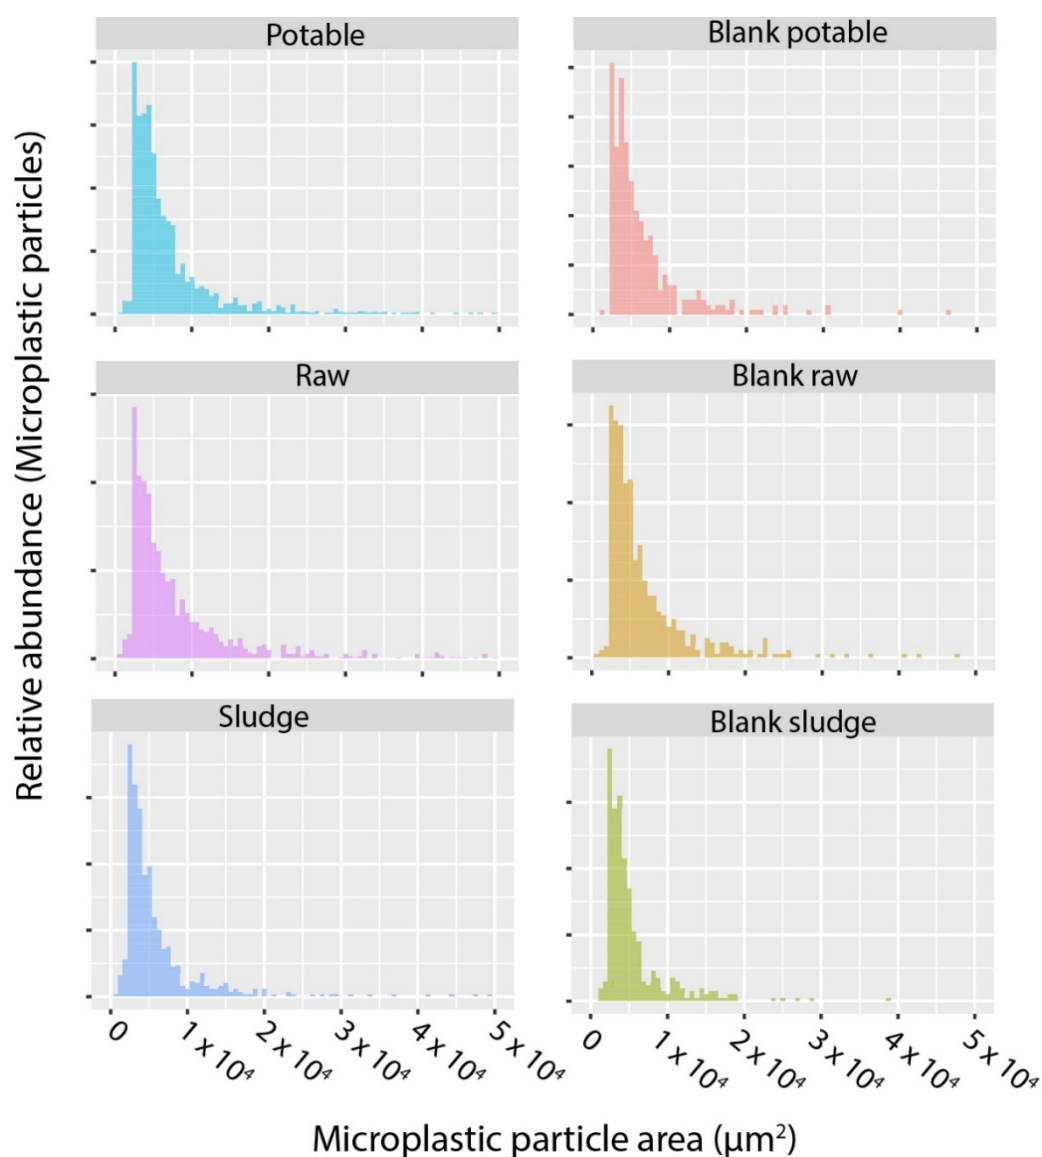 Potable
Blank potable
Raw
Blank raw
Sludge
Blank sludge
Relative abundance (Microplastic particles)
0
1 x 10⁴
2 x 10⁴
3 x 10⁴
4 x 10⁴
5 x 10⁴
0
1 x 10⁴
2 x 10⁴
3 x 10⁴
4 x 10⁴
5 x 10⁴
Microplastic particle area (µm²)